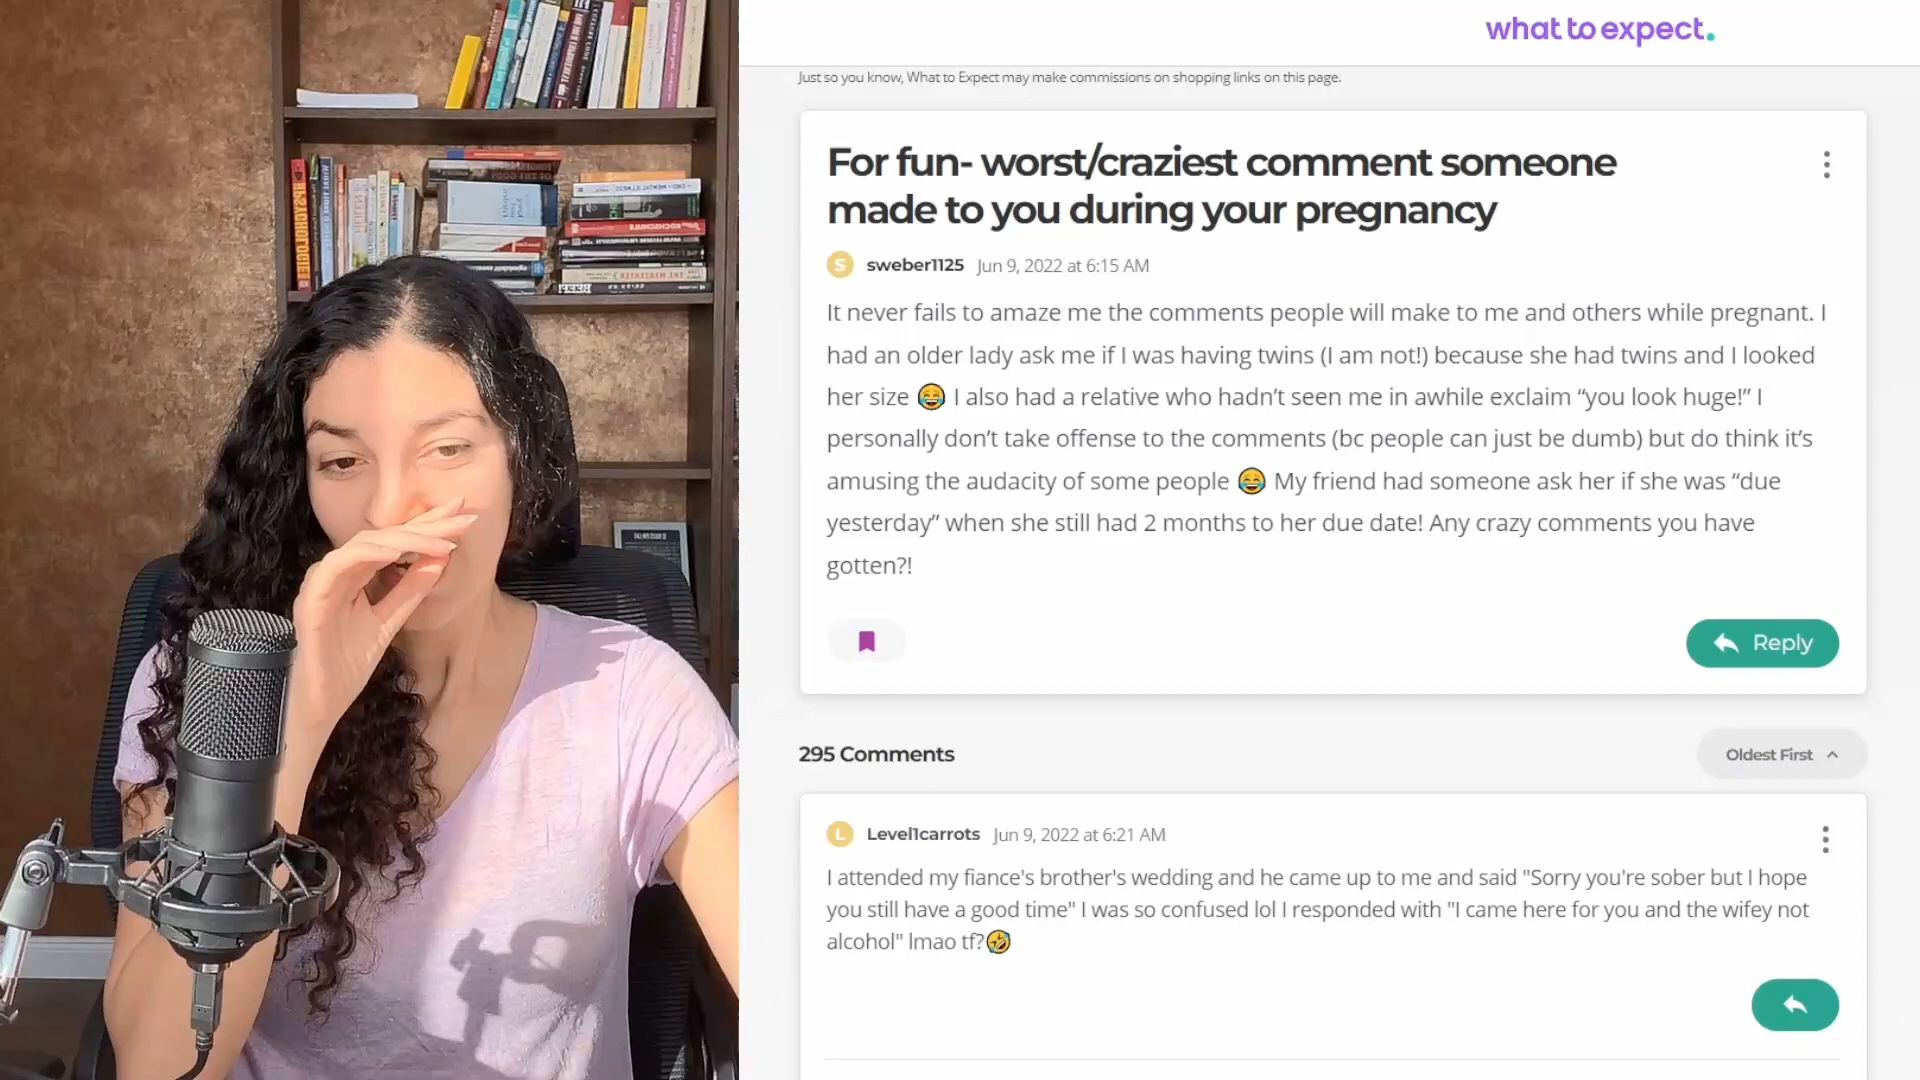 what to expect.
Just so you know, What to Expect may make commissions on shopping links on this page.
For fun- worst/craziest comment someone
made to you during your pregnancy
S sweber1125 Jun 9, 2022 at 6:15 AM
It never fails to amaze me the comments people will make to me and others while pregnant. I
had an older lady ask me if I was having twins (I am not!) because she had twins and I looked
her size 😂 I also had a relative who hadn’t seen me in awhile exclaim “you look huge!” I
personally don’t take offense to the comments (bc people can just be dumb) but do think it’s
amusing the audacity of some people 😂 My friend had someone ask her if she was “due
yesterday” when she still had 2 months to her due date! Any crazy comments you have
gotten?!
Reply
295 Comments
Oldest First
L Level1carrots Jun 9, 2022 at 6:21 AM
I attended my fiance's brother's wedding and he came up to me and said "Sorry you're sober but I hope
you still have a good time" I was so confused lol I responded with "I came here for you and the wifey not
alcohol" lmao tf?🤣